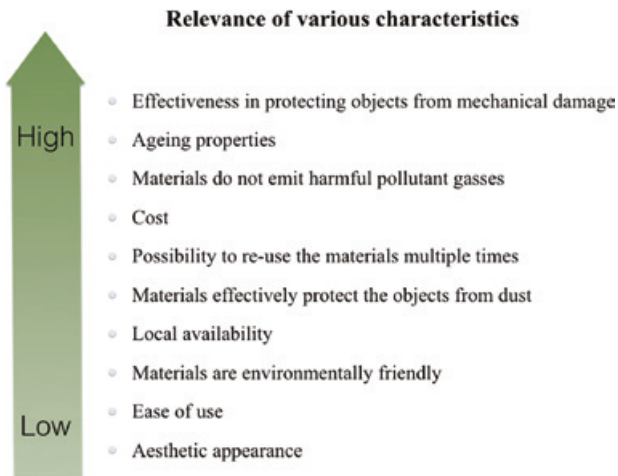 Relevance of various characteristics
Effectiveness in protecting objects from mechanical damage
High
Ageing properties
Materials do not emit harmful pollutant gasses
Cost
Possibility to re-use the materials multiple times
Materials effectively protect the objects from dust
Local availability
Materials are environmentally friendly
Ease of use
Low
Aesthetic appearance